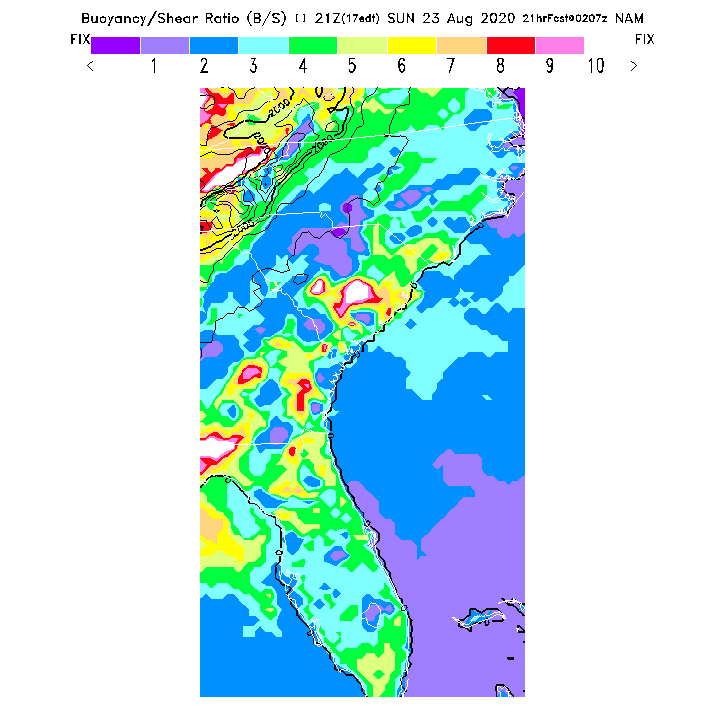 Buoyancy/Shear Ratio (B/S) [] 21Z(17edt) SUN 23 Aug 2020 21hrFcst@0207z NAM
FIX FIX
< 1 2 3 4 5 6 7 8 9 10 >
2000